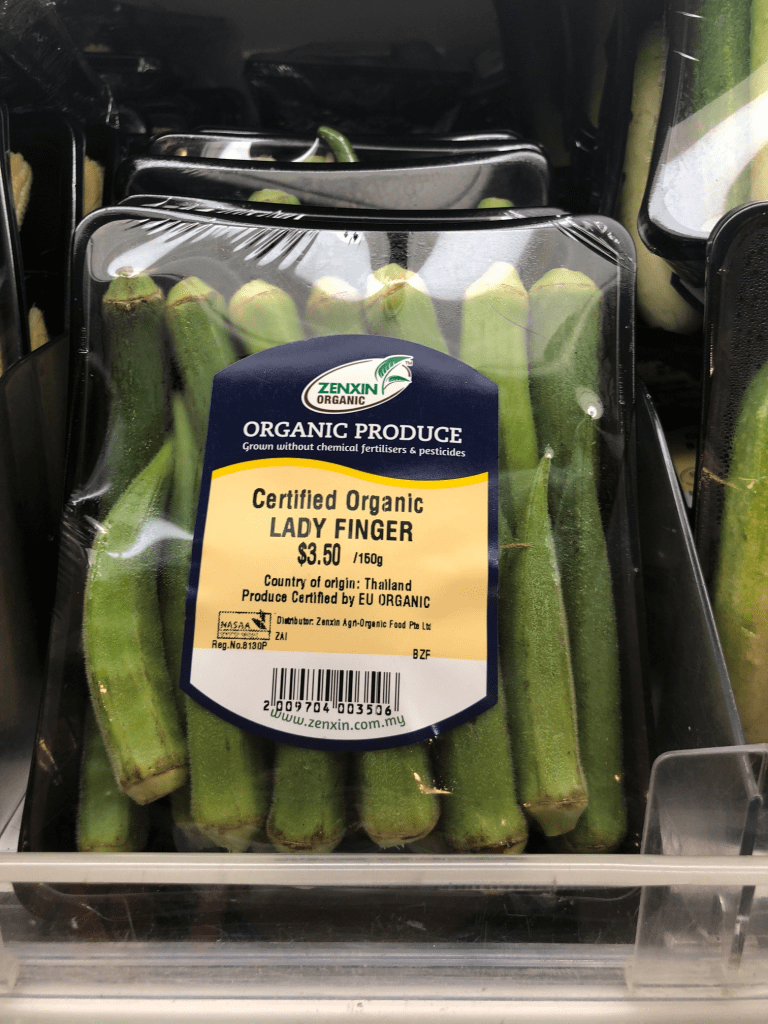 ZENXIN
ORGANIC
ORGANIC PRODUCE
Grown without chemical fertilisers & pesticides
Certified Organic
LADY FINGER
$3.50 /150g
Country of origin: Thailand
Produce Certified by EU ORGANIC
NASAA
Distributor: Zenxin Agri-Organic Food Pte Ltd
ZAI
Reg.No.8130P
BZF
2 009704 003506
www.zenxin.com.my